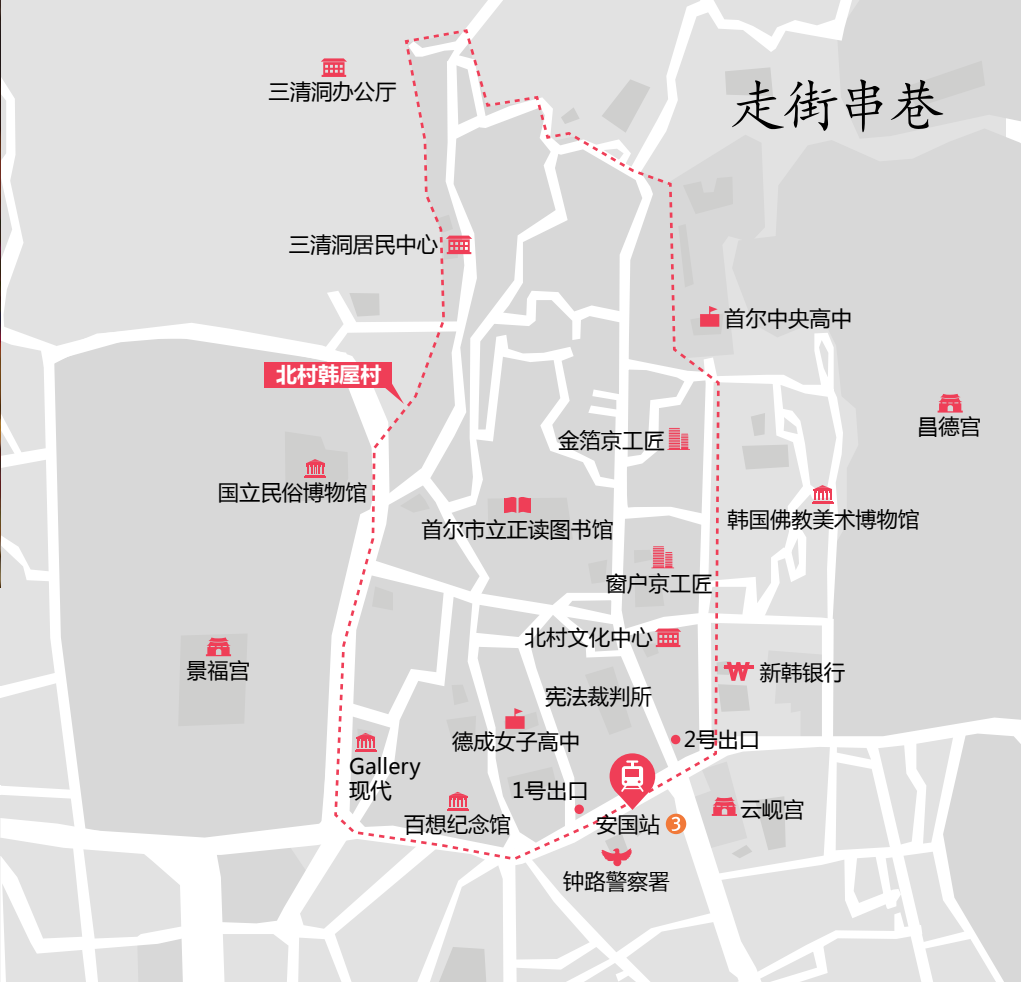 三清洞办公厅
走街串巷
三清洞居民中心
首尔中央高中
北村韩屋村
昌德宫
金箔京工匠
国立民俗博物馆
首尔市立正读图书馆
韩国佛教美术博物馆
窗户京工匠
北村文化中心
景福宫
新韩银行
宪法裁判所
德成女子高中
2号出口
Gallery
现代
1号出口
百想纪念馆
安国站 3
云岘宫
钟路警察署